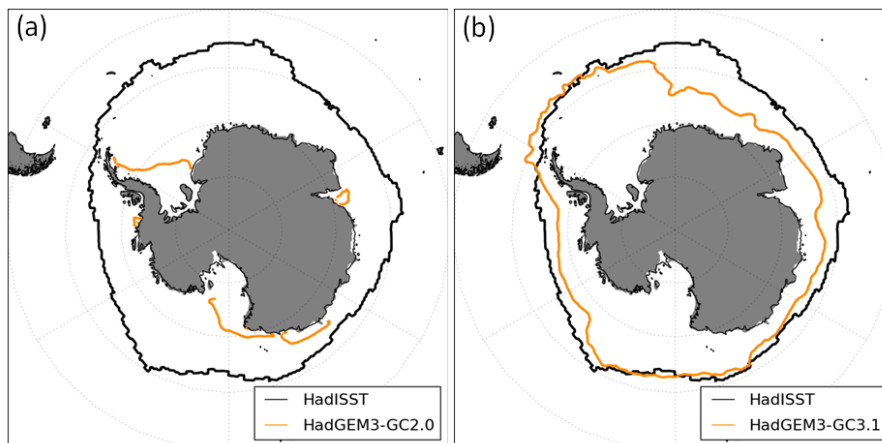 (a)
HadISST
HadGEM3-GC2.0
(b)
HadISST
HadGEM3-GC3.1